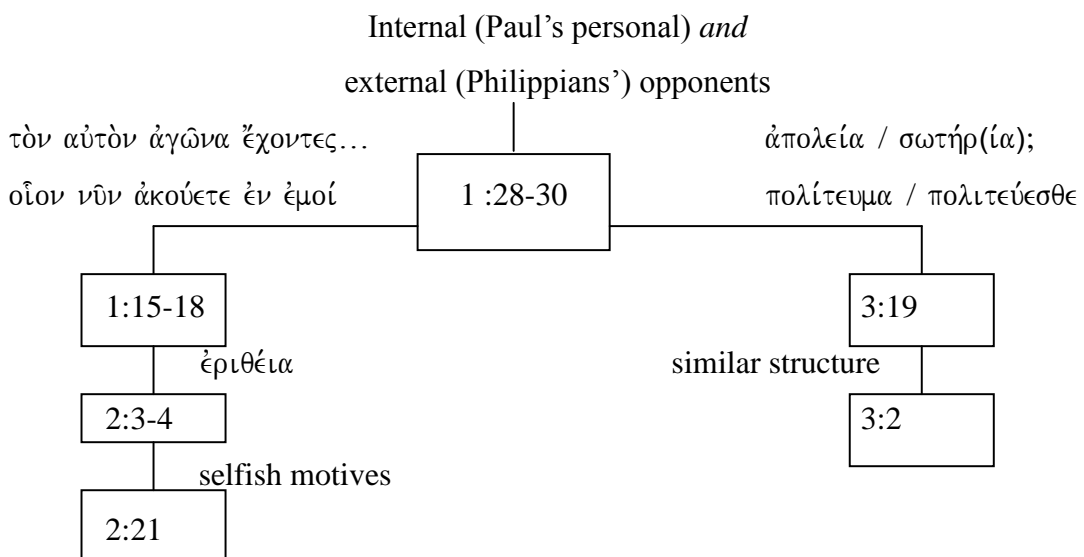 Internal (Paul’s personal) and
external (Philippians’) opponents
τὸν αὐτὸν ἀγῶνα ἔχοντες…
οἷον νῦν ἀκούετε ἐν ἐμοί
1 :28-30
ἀπολεία / σωτήρ(ία);
πολίτευμα / πολιτεύεσθε
1:15-18
3:19
ἐριθέια
similar structure
2:3-4
3:2
selfish motives
2:21